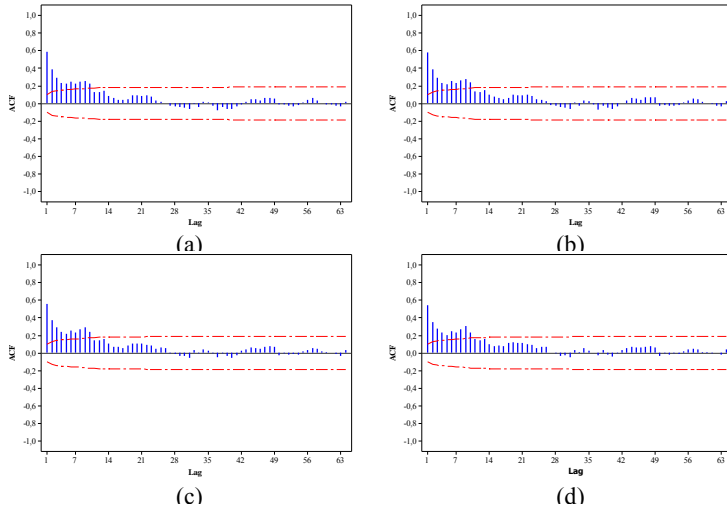 1,0 1,0
0,8 0,8
0,6 0,6
0,4 0,4
0,2 0,2
ACF 0,0 ACF 0,0
-0,2 -0,2
-0,4 -0,4
-0,6 -0,6
-0,8 -0,8
-1,0 -1,0
1 7 14 21 28 35 42 49 56 63 1 7 14 21 28 35 42 49 56 63
Lag Lag
(a) (b)
1,0 1,0
0,8 0,8
0,6 0,6
0,4 0,4
0,2 0,2
ACF 0,0 ACF 0,0
-0,2 -0,2
-0,4 -0,4
-0,6 -0,6
-0,8 -0,8
-1,0 -1,0
1 7 14 21 28 35 42 49 56 63 1 7 14 21 28 35 42 49 56 63
Lag Lag
(c) (d)